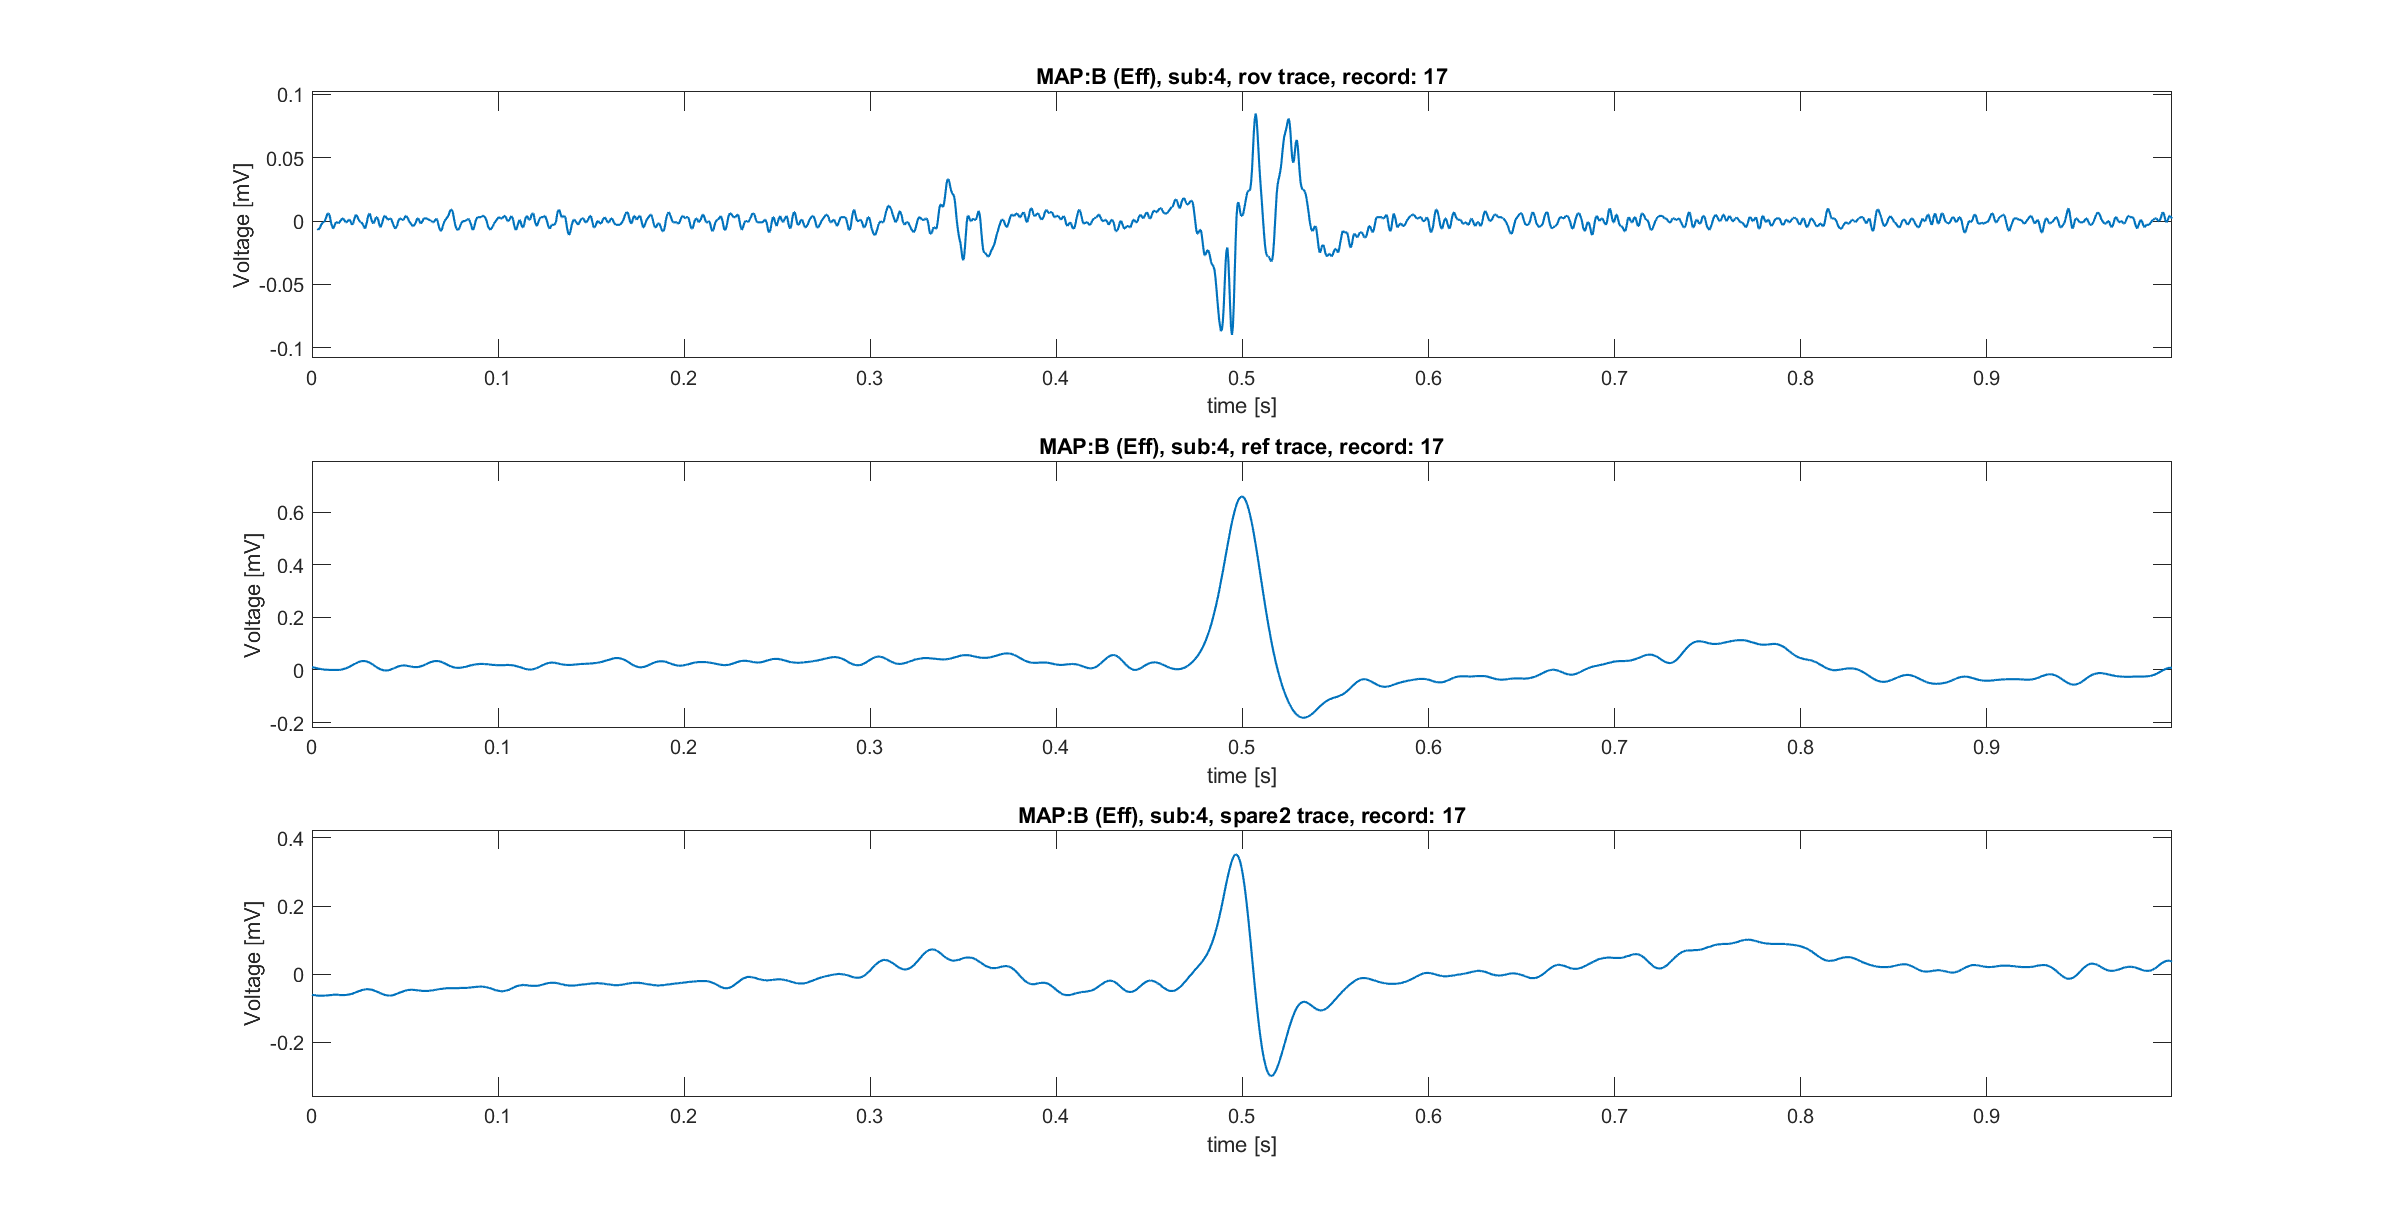 MAP:B (Eff), sub:4, rov trace, record: 17
0.1
0.05
0
-0.05
-0.1
Voltage [mV]
0 0.1 0.2 0.3 0.4 0.5 0.6 0.7 0.8 0.9
time [s]
MAP:B (Eff), sub:4, ref trace, record: 17
0.6
0.4
0.2
0
-0.2
Voltage [mV]
0 0.1 0.2 0.3 0.4 0.5 0.6 0.7 0.8 0.9
time [s]
MAP:B (Eff), sub:4, spare2 trace, record: 17
0.4
0.2
0
-0.2
Voltage [mV]
0 0.1 0.2 0.3 0.4 0.5 0.6 0.7 0.8 0.9
time [s]